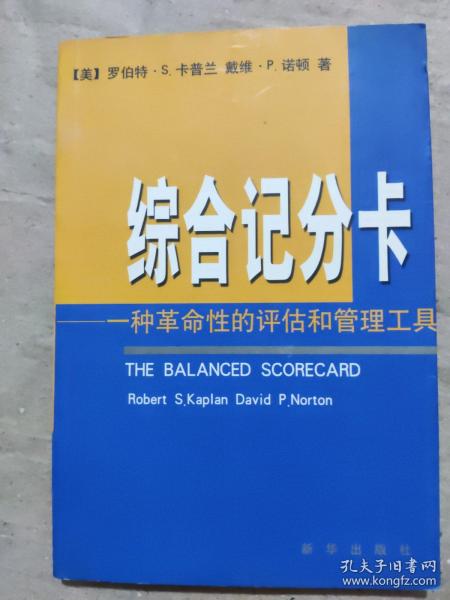 【美】罗伯特·S.卡普兰 戴维·P.诺顿 著
综合记分卡
——一种革命性的评估和管理工具
THE BALANCED SCORECARD
Robert S.Kaplan David P.Norton
新华出版社
孔夫子旧书网
www.kongfz.com